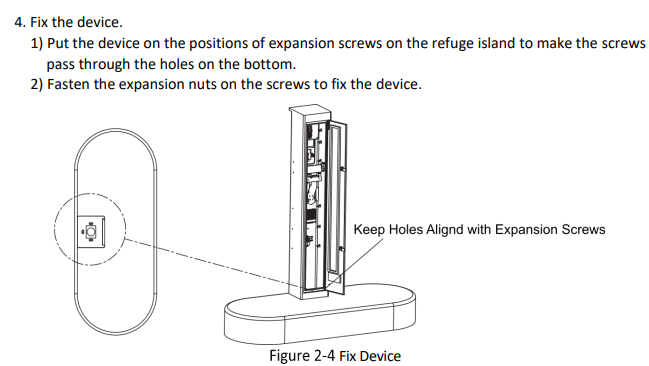 4. Fix the device.
1) Put the device on the positions of expansion screws on the refuge island to make the screws
pass through the holes on the bottom.
2) Fasten the expansion nuts on the screws to fix the device.
Keep Holes Alignd with Expansion Screws
Figure 2-4 Fix Device